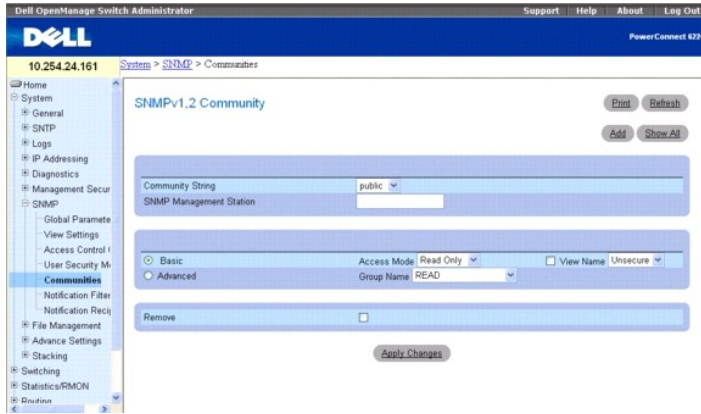 Dell OpenManage Switch Administrator
Support Help About Log Out
DELL
PowerConnect 622
10.254.24.161
System > SNMP > Communities
Home
System
General
SNTP
Logs
IP Addressing
Diagnostics
Management Secur
SNMP
Global Paramete
View Settings
Access Control
User Security M
Communities
Notification Filter
Notification Recip
File Management
Advance Settings
Stacking
Switching
Statistics/RMON
Routing
SNMPv1,2 Community
Print Refresh
Add Show All
Community String public
SNMP Management Station
Basic Access Mode Read Only View Name Unsecure
Advanced Group Name READ
Remove
Apply Changes